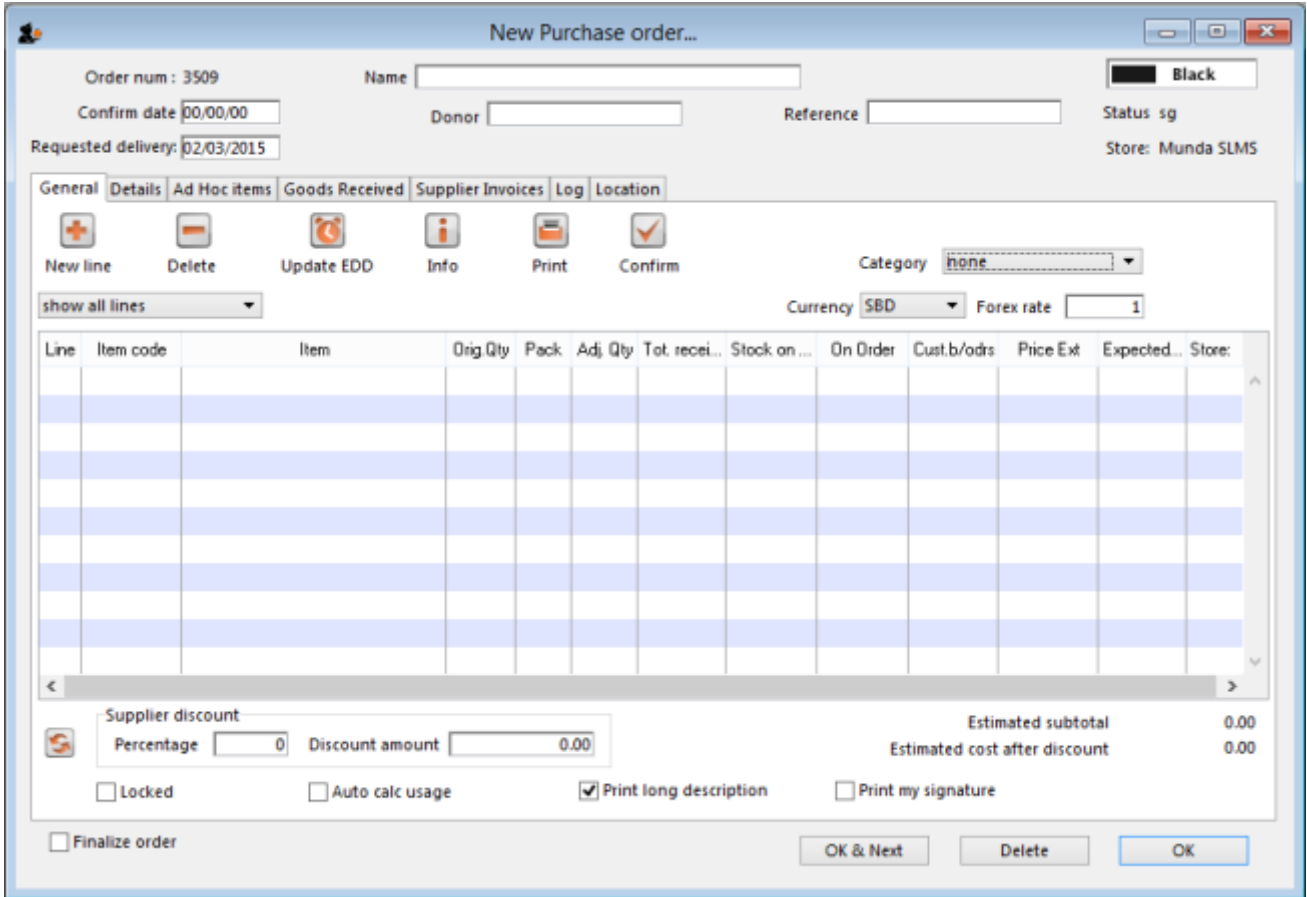 New Purchase order...
Order num : 3509 Name Black
Confirm date 00/00/00 Donor Reference Status sg
Requested delivery: 02/03/2015 Store: Munda SLMS
General Details Ad Hoc items Goods Received Supplier Invoices Log Location
New line Delete Update EDD Info Print Confirm Category none
show all lines Currency SBD Forex rate 1
Line Item code Item Orig.Qty Pack Adj. Qty Tot. recei... Stock on ... On Order Cust.b/odrs Price Ext Expected... Store:
Supplier discount Estimated subtotal 0.00
Percentage 0 Discount amount 0.00 Estimated cost after discount 0.00
Locked Auto calc usage Print long description Print my signature
Finalize order OK & Next Delete OK